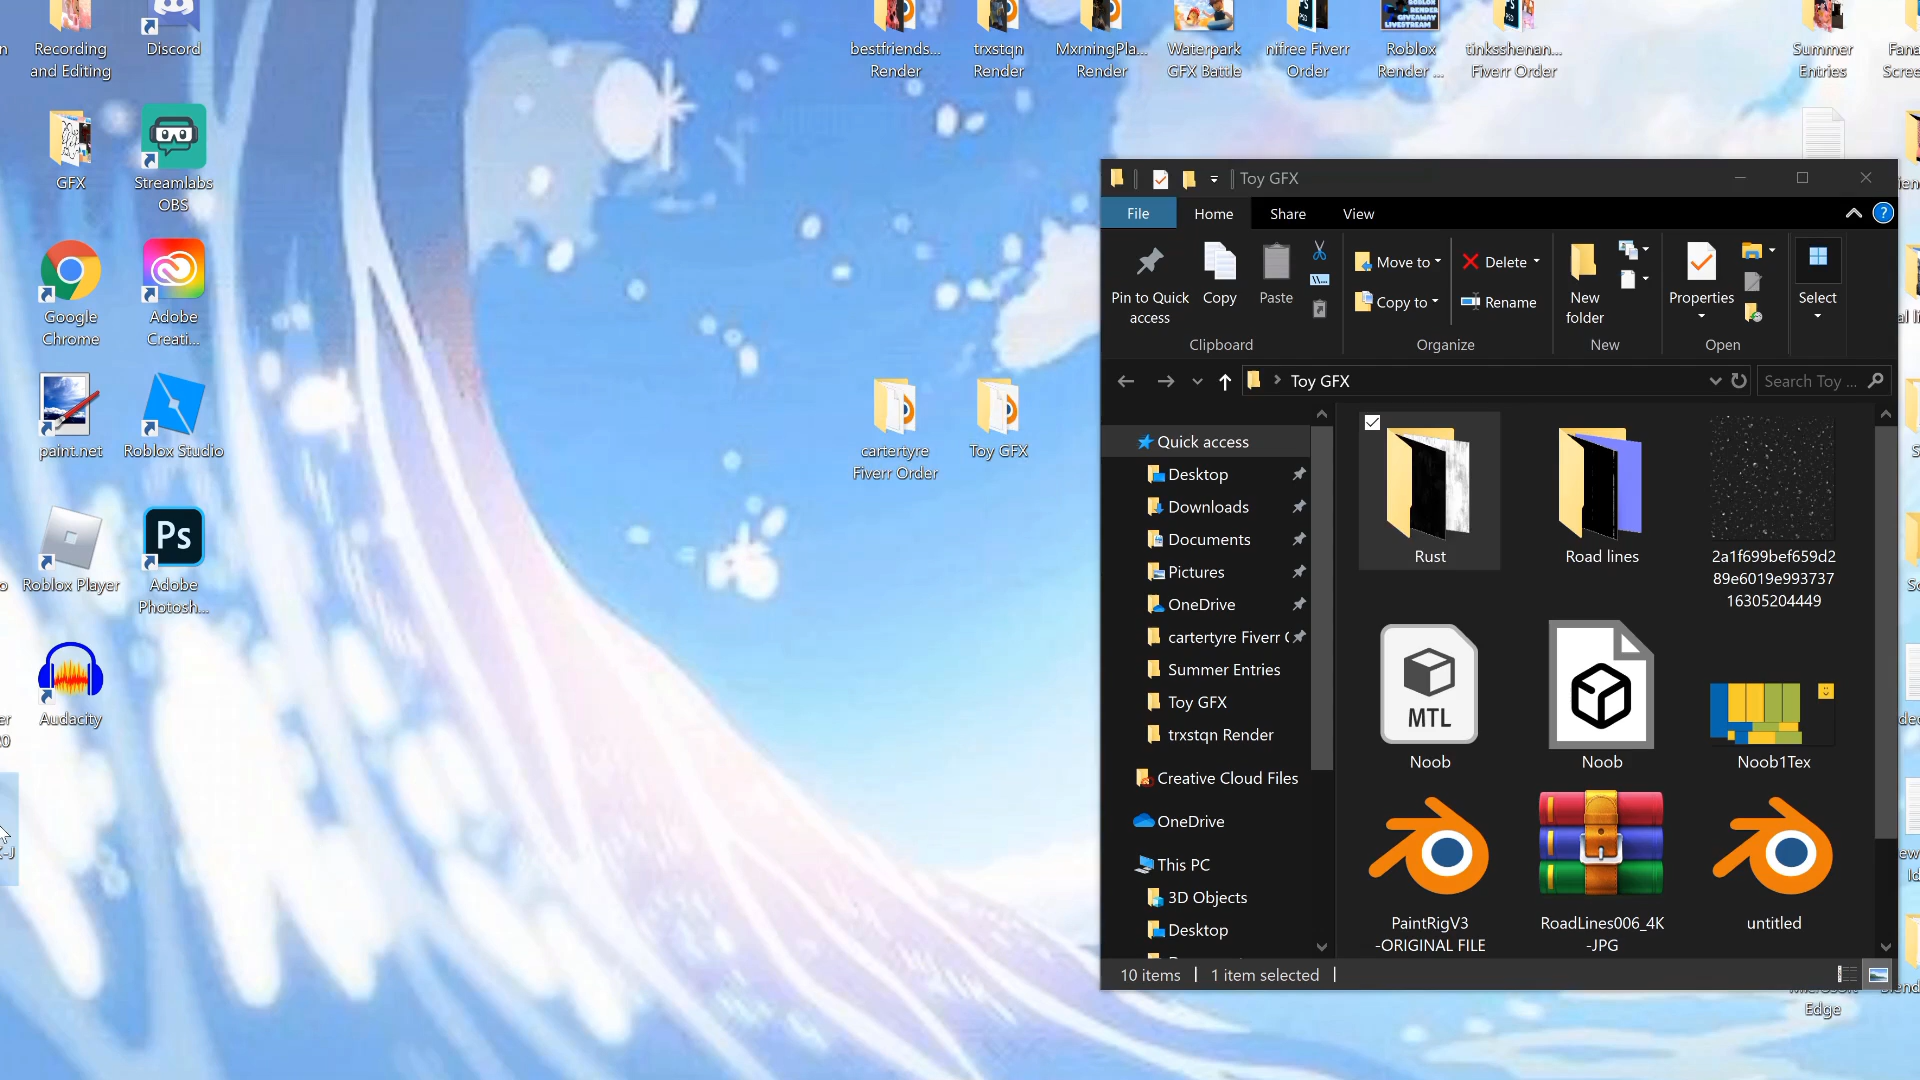 Recording
and Editing
Discord
bestfriends...
Render
trxstqn
Render
MxrningPla...
Render
Waterpark
GFX Battle
nifree Fiverr
Order
Roblox
Render ...
tinksshenan...
Fiverr Order
Summer
Entries
GFX
Streamlabs
OBS
Google
Chrome
Adobe
Creati...
paint.net
Roblox Studio
cartertyre
Fiverr Order
Toy GFX
Roblox Player
Ps
Adobe
Photosh...
Audacity
Edge
Toy GFX
File
Home
Share
View
?
Pin to Quick
access
Copy
Paste
Move to
Copy to
Delete
Rename
New
folder
Properties
Select
Clipboard
Organize
New
Open
Toy GFX
Search Toy ...
Quick access
Desktop
Downloads
Documents
Pictures
OneDrive
cartertyre Fiverr
Summer Entries
Toy GFX
trxstqn Render
Creative Cloud Files
OneDrive
This PC
3D Objects
Desktop
Rust
Road lines
2a1f699bef659d2
89e6019e993737
16305204449
MTL
Noob
Noob
Noob1Tex
PaintRigV3
-ORIGINAL FILE
RoadLines006_4K
-JPG
untitled
10 items
1 item selected